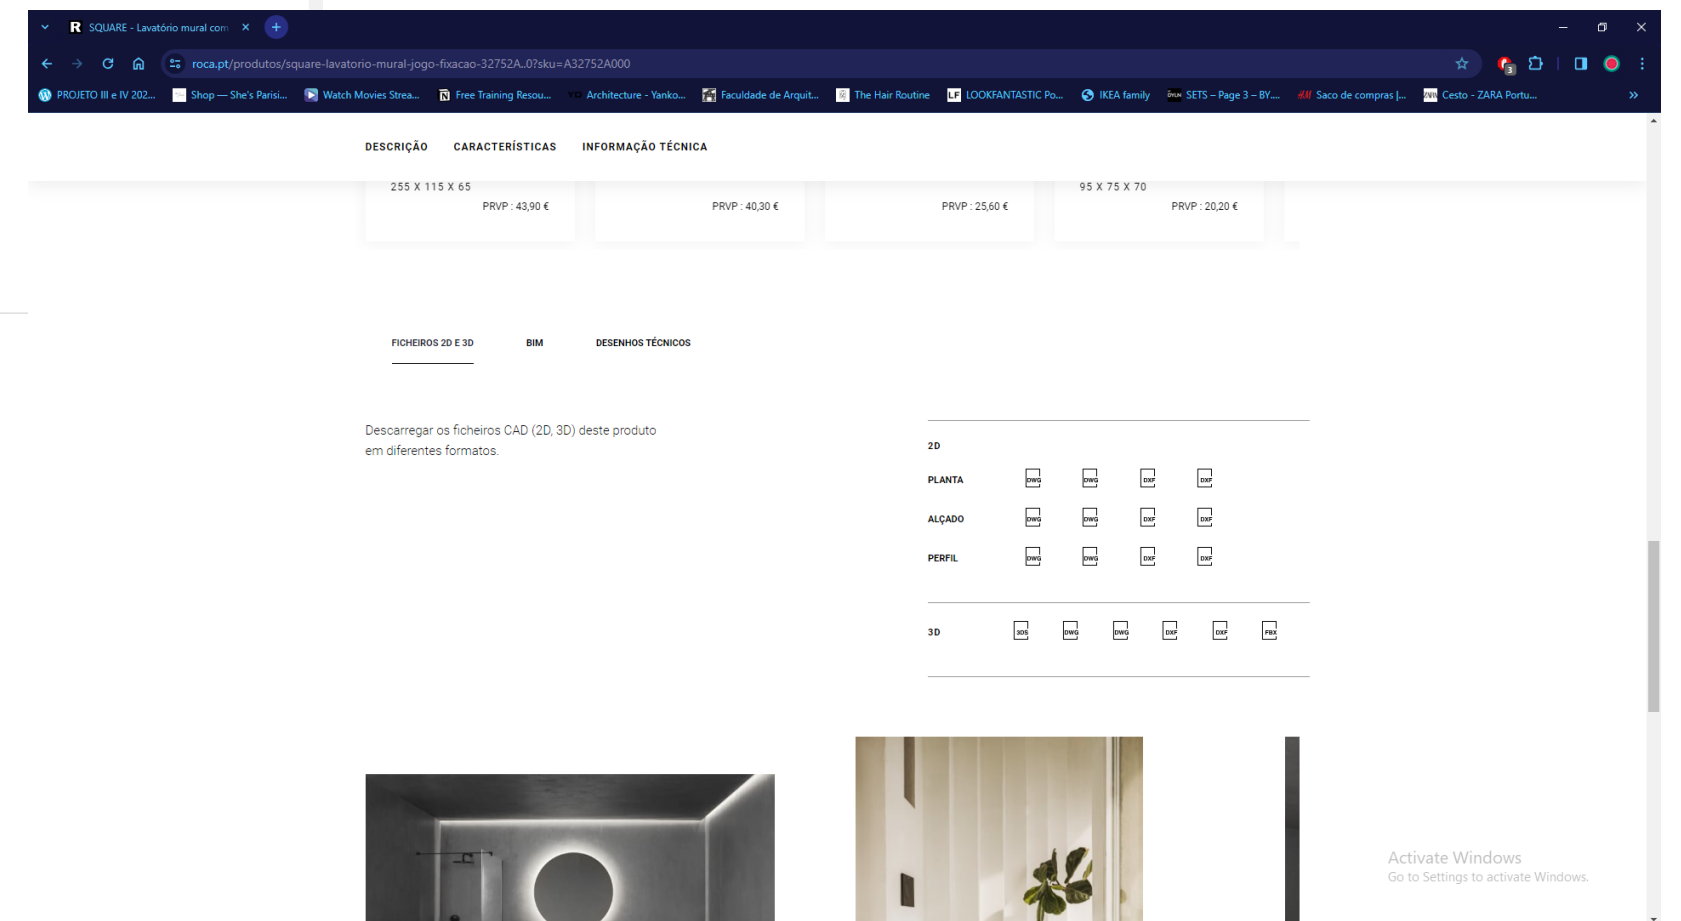 R SQUARE - Lavatório mural com
roca.pt/produtos/square-lavatorio-mural-jogo-fixacao-32752A..0?sku=A32752A000
3
PROJETO III e IV 202... Shop — She's Parisi... Watch Movies Strea... Free Training Resou... YD Architecture - Yanko... Faculdade de Arquit... The Hair Routine LF LOOKFANTASTIC Po... IKEA family SETS – Page 3 – BY.... Saco de compras |... Cesto - ZARA Portu...
DESCRIÇÃO CARACTERÍSTICAS INFORMAÇÃO TÉCNICA
255 X 115 X 65 95 X 75 X 70
PRVP : 43,90 € PRVP : 40,30 € PRVP : 25,60 € PRVP : 20,20 €
FICHEIROS 2D E 3D BIM DESENHOS TÉCNICOS
Descarregar os ficheiros CAD (2D, 3D) deste produto
em diferentes formatos.
2D
PLANTA DWG DWG DXF DXF
ALÇADO DWG DWG DXF DXF
PERFIL DWG DWG DXF DXF
3D 3DS DWG DWG DXF DXF FBX
Activate Windows
Go to Settings to activate Windows.